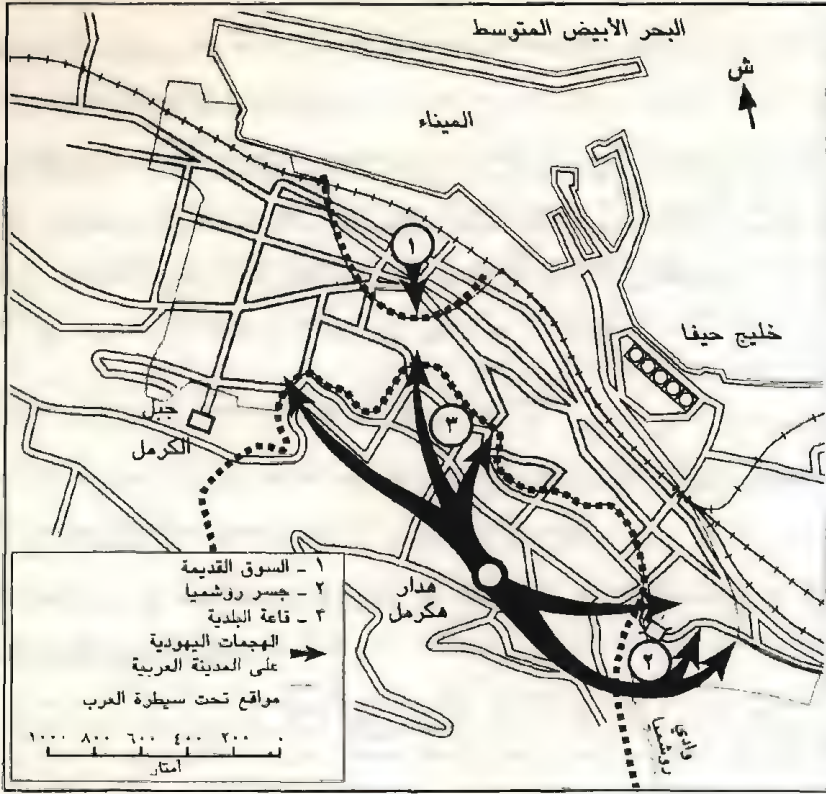 البحر الأبيض المتوسط
ش
الميناء
١
خليج حيفا
جبل
الكرمل
٣
هدار
هكرمل
٢
وادي
روشميا
١ ـ السوق القديمة
٢ ـ جسر روشميا
٣ ـ قاعة البلدية
الهجمات اليهودية
على المدينة العربية
مواقع تحت سيطرة العرب
١٠٠٠ ٨٠٠ ٦٠٠ ٤٠٠ ٢٠٠ ٠
أمتار